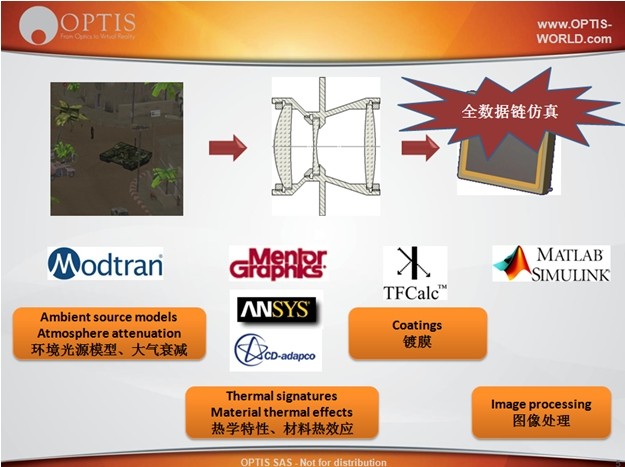 OPTIS
From Optics to Virtual Reality
www.OPTIS-
WORLD.com
全数据链仿真
Modtran
Mentor
Graphics
MATLAB
SIMULINK
TFCalc™
ANSYS
CD-adapco
Ambient source models
Atmosphere attenuation
环境光源模型、大气衰减
Coatings
镀膜
Thermal signatures
Material thermal effects
热学特性、材料热效应
Image processing
图像处理
OPTIS SAS - Not for distribution